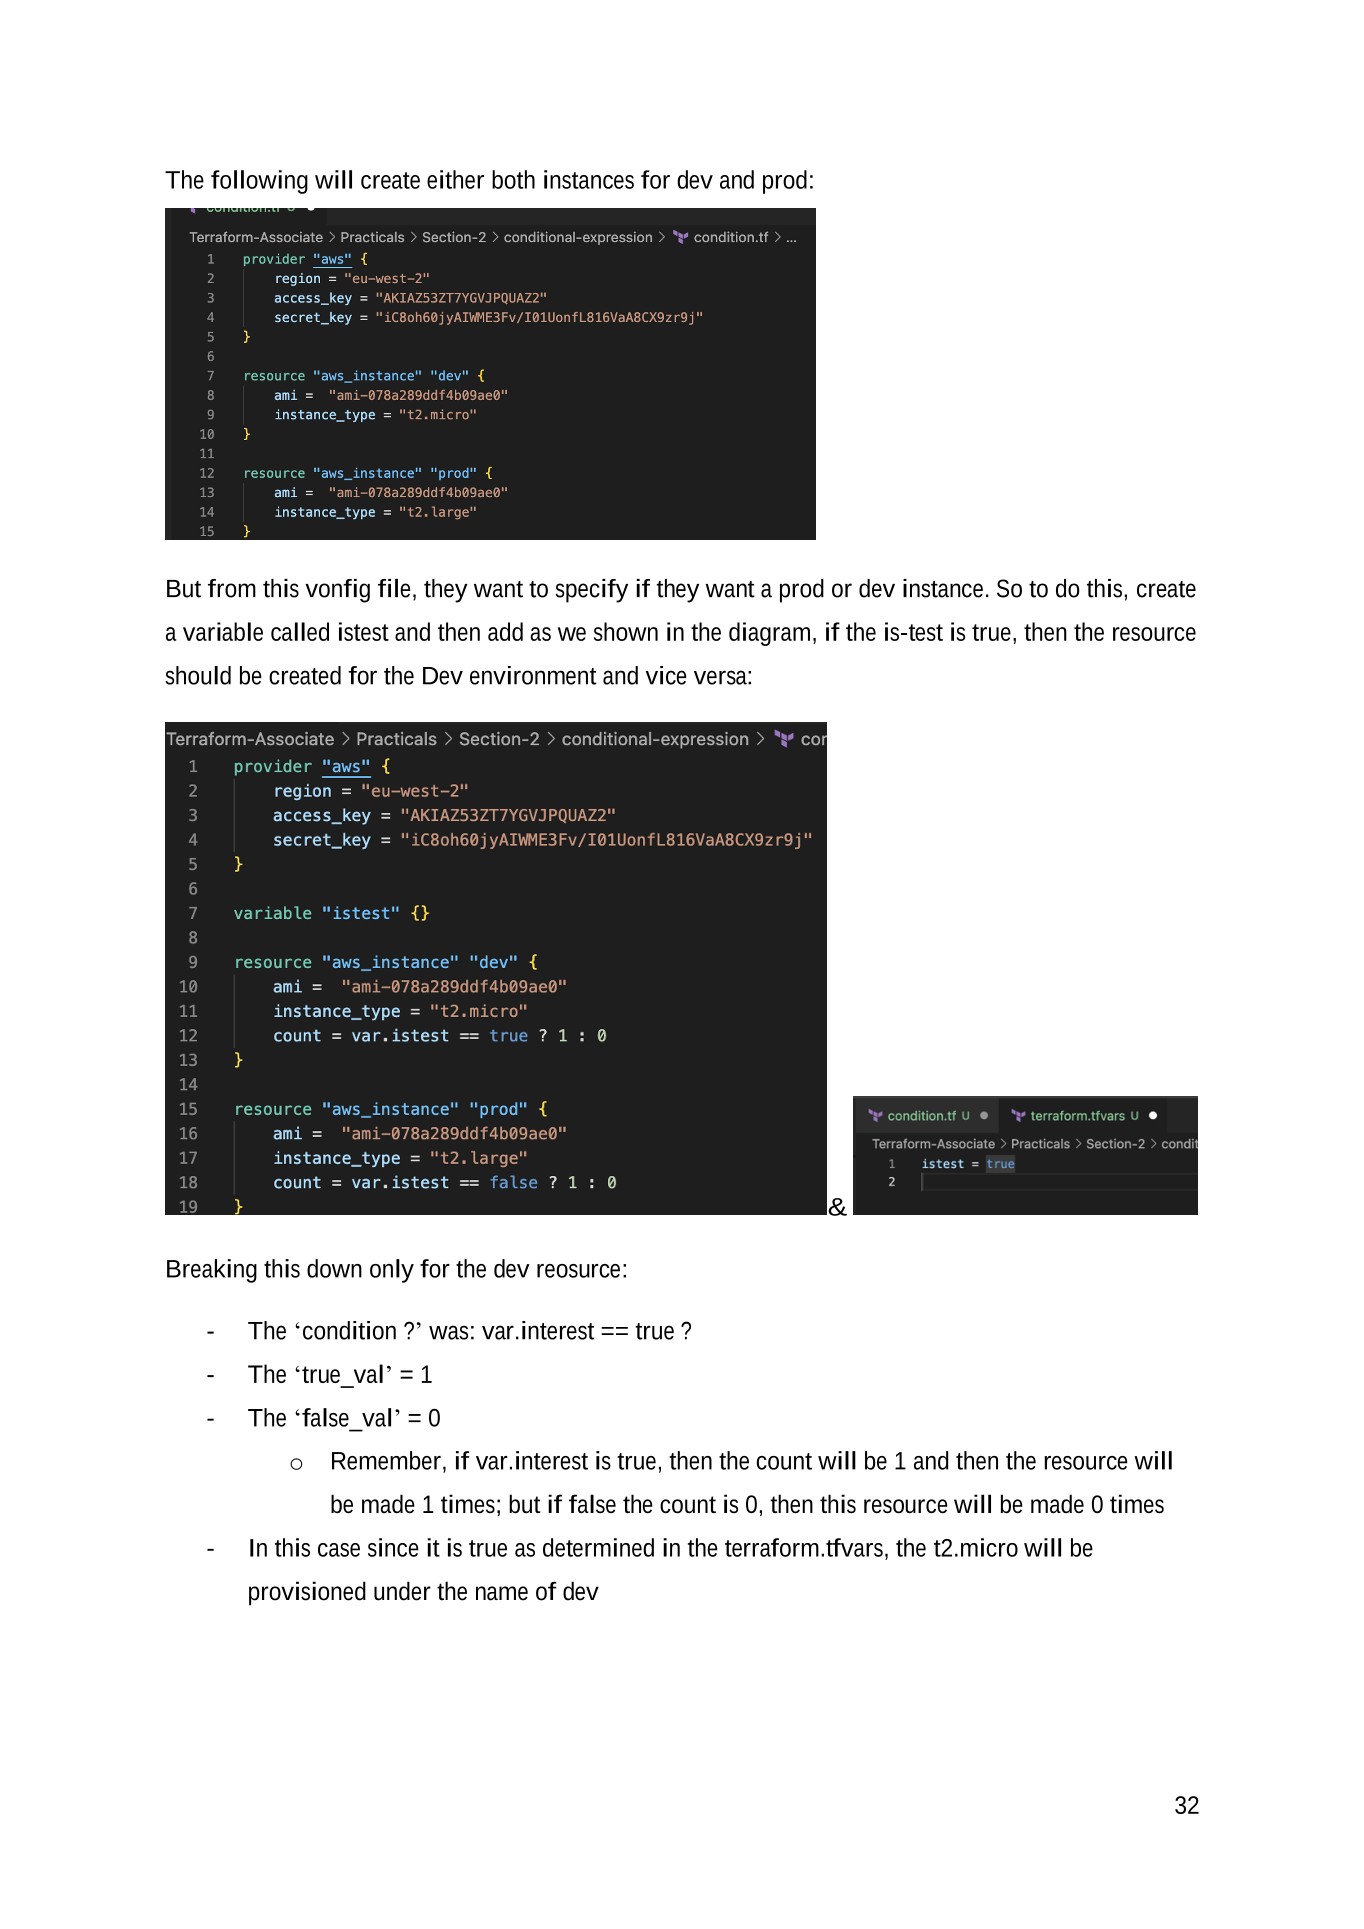 The following will create either both instances for dev and prod:
condition.tf U
Terraform-Associate > Practicals > Section-2 > conditional-expression > condition.tf > ...
1 provider "aws" {
2 region = "eu-west-2"
3 access_key = "AKIAZ53ZT7YGVJPQUAZ2"
4 secret_key = "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"
5 }
6
7 resource "aws_instance" "dev" {
8 ami = "ami-078a289ddf4b09ae0"
9 instance_type = "t2.micro"
10 }
11
12 resource "aws_instance" "prod" {
13 ami = "ami-078a289ddf4b09ae0"
14 instance_type = "t2.large"
15 }
But from this vonfig file, they want to specify if they want a prod or dev instance. So to do this, create
a variable called istest and then add as we shown in the diagram, if the is-test is true, then the resource
should be created for the Dev environment and vice versa:
Terraform-Associate > Practicals > Section-2 > conditional-expression > cor
1 provider "aws" {
2 region = "eu-west-2"
3 access_key = "AKIAZ53ZT7YGVJPQUAZ2"
4 secret_key = "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"
5 }
6
7 variable "istest" {}
8
9 resource "aws_instance" "dev" {
10 ami = "ami-078a289ddf4b09ae0"
11 instance_type = "t2.micro"
12 count = var.istest == true ? 1 : 0
13 }
14
15 resource "aws_instance" "prod" {
16 ami = "ami-078a289ddf4b09ae0"
17 instance_type = "t2.large"
18 count = var.istest == false ? 1 : 0
19 }
&
condition.tf U ● terraform.tfvars U ●
Terraform-Associate > Practicals > Section-2 > condit
1 istest = true
2
Breaking this down only for the dev reosurce:
- The ‘condition ?’ was: var.interest == true ?
- The ‘true_val’ = 1
- The ‘false_val’ = 0
o Remember, if var.interest is true, then the count will be 1 and then the resource will
be made 1 times; but if false the count is 0, then this resource will be made 0 times
- In this case since it is true as determined in the terraform.tfvars, the t2.micro will be
provisioned under the name of dev
32